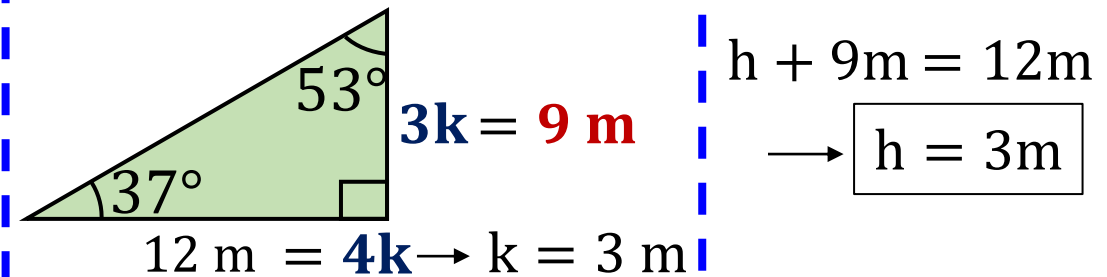 53°
3k = 9 m
37°
12 m = 4k → k = 3 m
h + 9m = 12m
→ h = 3m